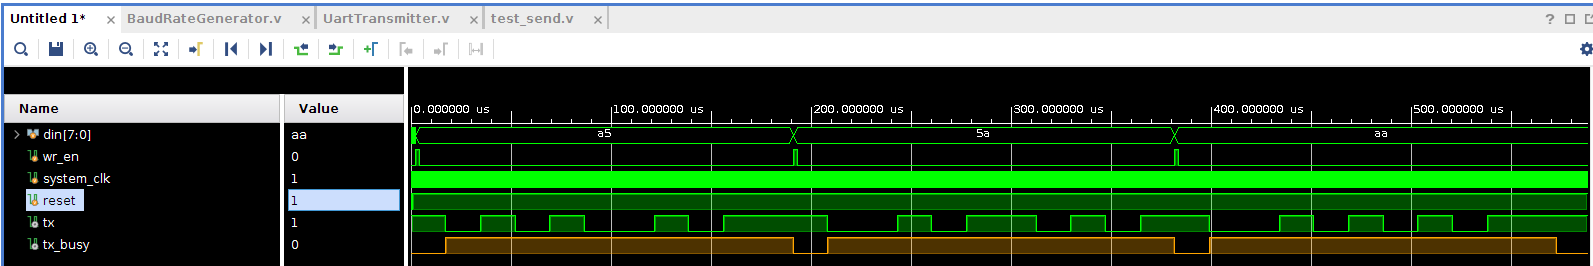 Untitled 1* × BaudRateGenerator.v × UartTransmitter.v × test_send.v × ?
Name Value 0.000000 us 100.000000 us 200.000000 us 300.000000 us 400.000000 us 500.000000 us
din[7:0] aa a5 5a aa
wr_en 0
system_clk 1
reset 1
tx 1
tx_busy 0